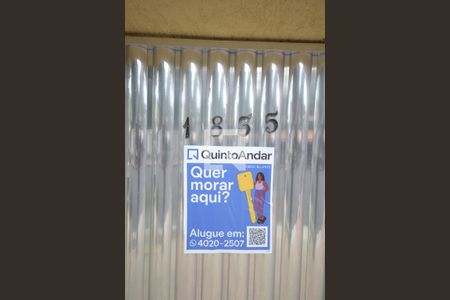 1855
QuintoAndar
Quer
morar
aqui?
Alugue em:
4020-2507